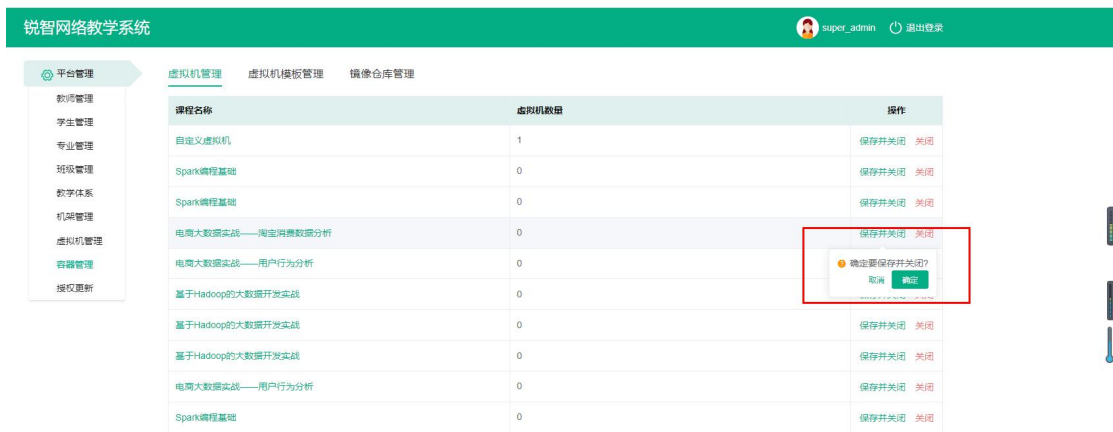 锐智网络教学系统
super_admin 退出登录
平台管理
教师管理
学生管理
专业管理
班级管理
教学体系
机架管理
虚拟机管理
容器管理
授权更新
虚拟机管理 虚拟机模板管理 镜像仓库管理
课程名称 虚拟机数量 操作
自定义虚拟机 1 保存并关闭 关闭
Spark编程基础 0 保存并关闭 关闭
Spark编程基础 0 保存并关闭 关闭
电商大数据实战——淘宝消费数据分析 0 保存并关闭 关闭
电商大数据实战——用户行为分析 0
确定要保存并关闭?
取消 确定
基于Hadoop的大数据开发实战 0
基于Hadoop的大数据开发实战 0 保存并关闭 关闭
基于Hadoop的大数据开发实战 0 保存并关闭 关闭
电商大数据实战——用户行为分析 0 保存并关闭 关闭
Spark编程基础 0 保存并关闭 关闭